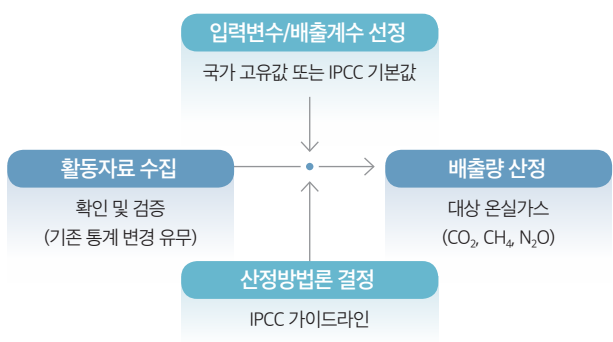 입력변수/배출계수 선정
국가 고유값 또는 IPCC 기본값
활동자료 수집
확인 및 검증
(기존 통계 변경 유무)
배출량 산정
대상 온실가스
(CO₂, CH₄, N₂O)
산정방법론 결정
IPCC 가이드라인